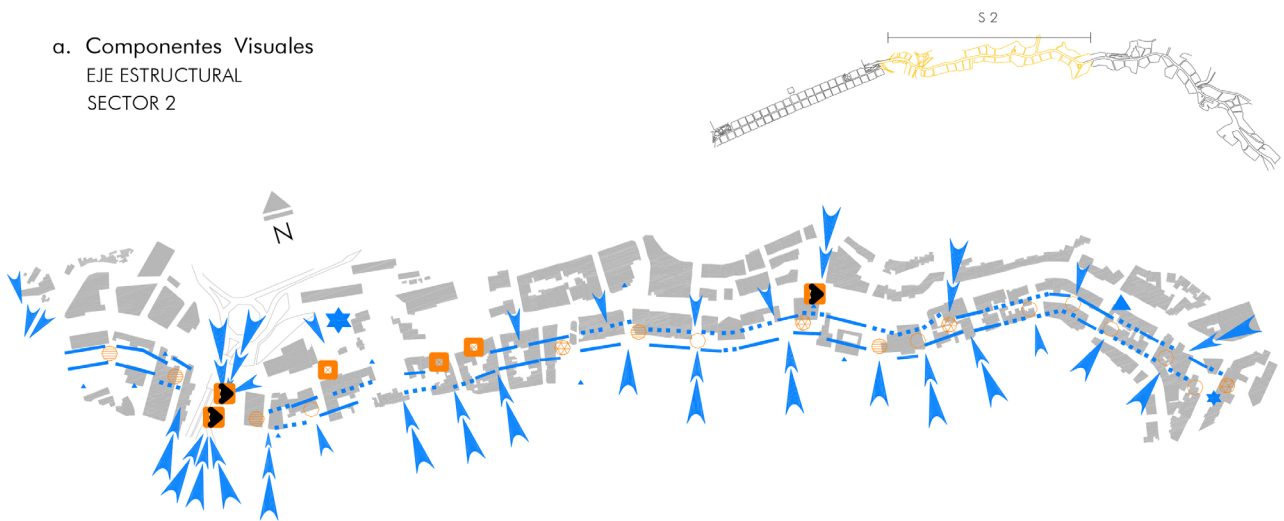 S 2
a. Componentes Visuales
EJE ESTRUCTURAL
SECTOR 2
N